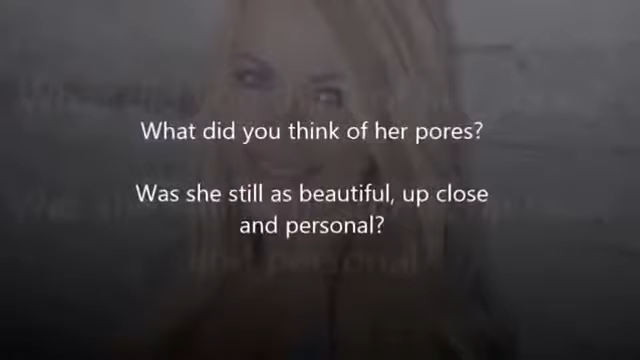 What did you think of her pores?
Was she still as beautiful, up close
and personal?